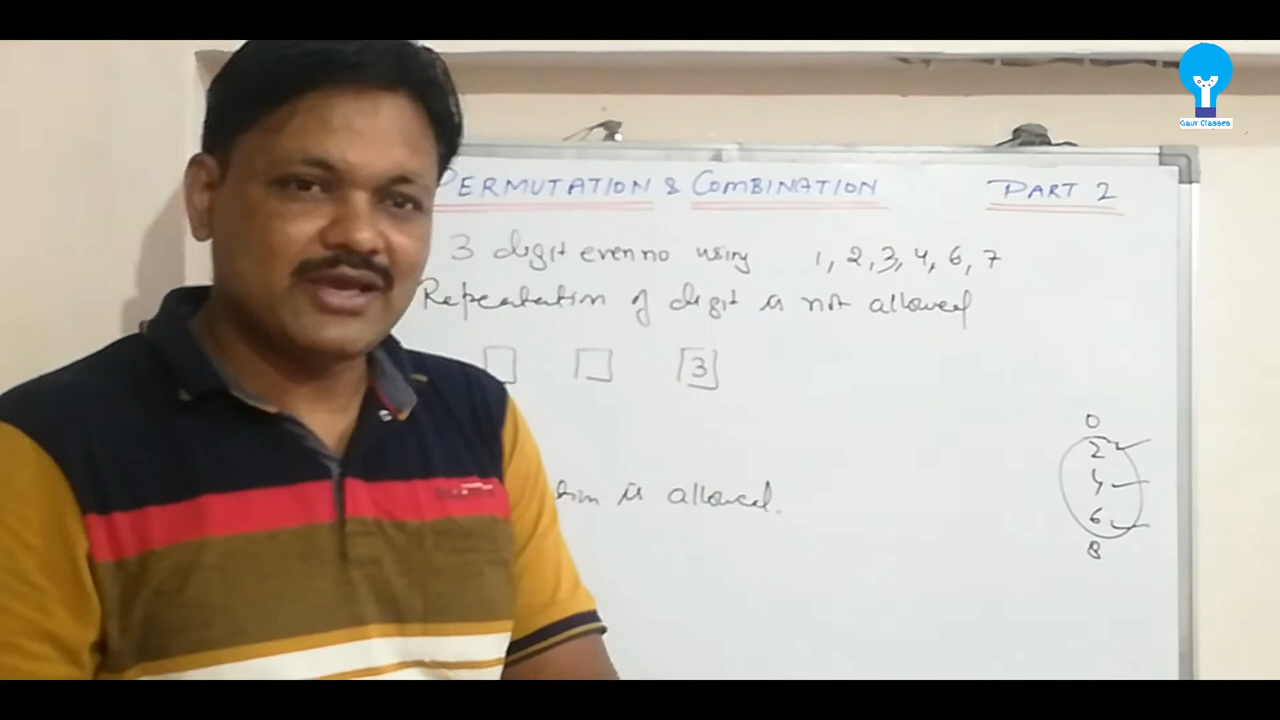 Gaur Classes
PERMUTATION & COMBINATION PART 2
3 digit even no using 1, 2, 3, 4, 6, 7
Repeatation of digit is not allowed
3
0
2
4
6
8
is allowed.